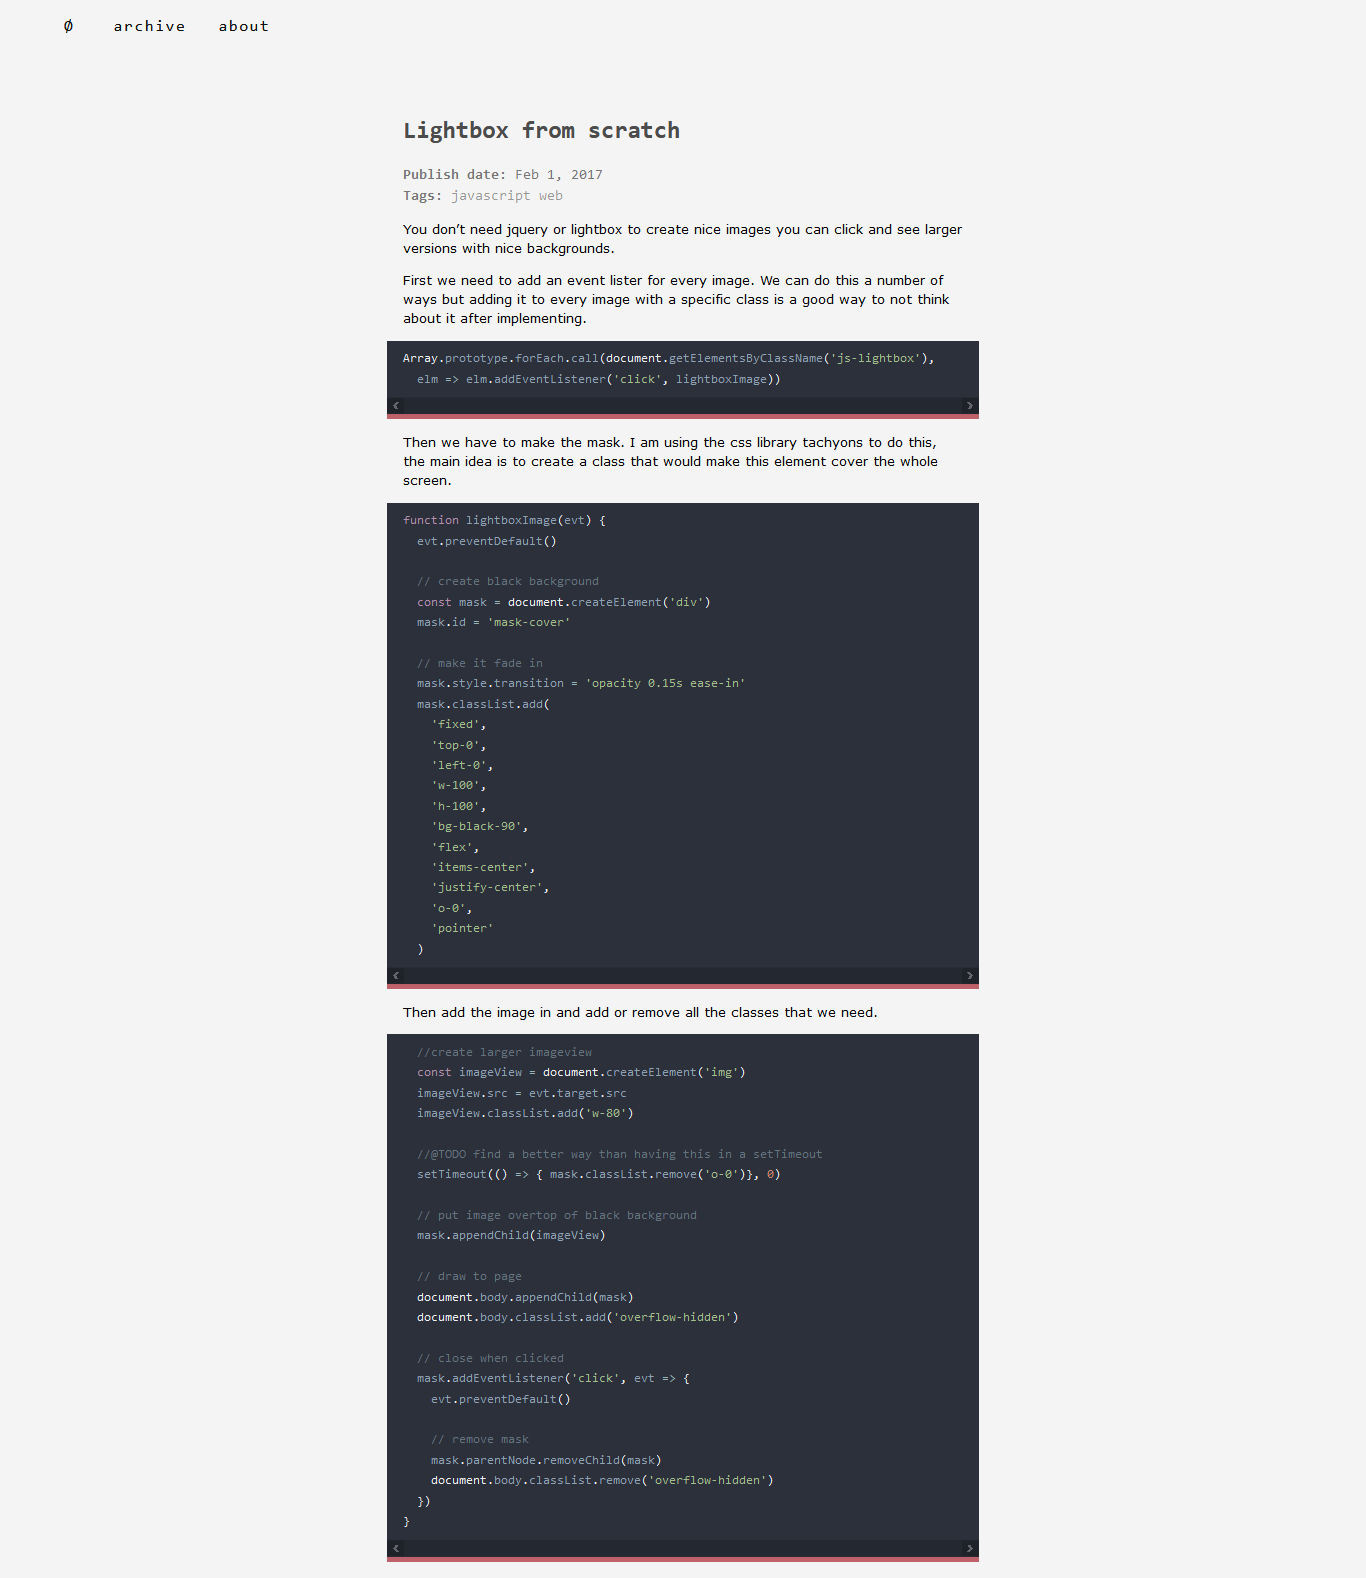 Ø archive about
Lightbox from scratch
Publish date: Feb 1, 2017
Tags: javascript web
You don’t need jquery or lightbox to create nice images you can click and see larger
versions with nice backgrounds.
First we need to add an event lister for every image. We can do this a number of
ways but adding it to every image with a specific class is a good way to not think
about it after implementing.
Array.prototype.forEach.call(document.getElementsByClassName('js-lightbox'),
  elm => elm.addEventListener('click', lightboxImage))
Then we have to make the mask. I am using the css library tachyons to do this,
the main idea is to create a class that would make this element cover the whole
screen.
function lightboxImage(evt) {
  evt.preventDefault()
  // create black background
  const mask = document.createElement('div')
  mask.id = 'mask-cover'
  // make it fade in
  mask.style.transition = 'opacity 0.15s ease-in'
  mask.classList.add(
    'fixed',
    'top-0',
    'left-0',
    'w-100',
    'h-100',
    'bg-black-90',
    'flex',
    'items-center',
    'justify-center',
    'o-0',
    'pointer'
  )
Then add the image in and add or remove all the classes that we need.
  //create larger imageview
  const imageView = document.createElement('img')
  imageView.src = evt.target.src
  imageView.classList.add('w-80')
  //@TODO find a better way than having this in a setTimeout
  setTimeout(() => { mask.classList.remove('o-0')}, 0)
  // put image overtop of black background
  mask.appendChild(imageView)
  // draw to page
  document.body.appendChild(mask)
  document.body.classList.add('overflow-hidden')
  // close when clicked
  mask.addEventListener('click', evt => {
    evt.preventDefault()
    // remove mask
    mask.parentNode.removeChild(mask)
    document.body.classList.remove('overflow-hidden')
  })
}